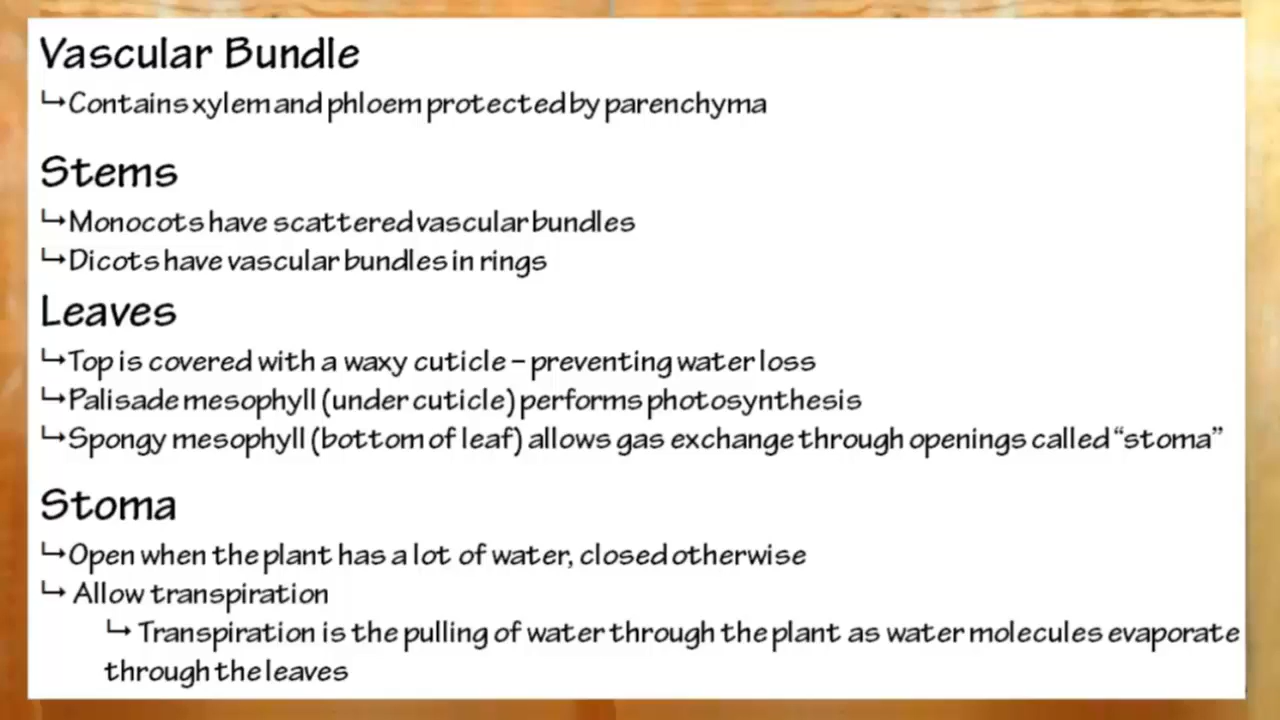 Vascular Bundle
↳Contains xylem and phloem protected by parenchyma
Stems
↳Monocots have scattered vascular bundles
↳Dicots have vascular bundles in rings
Leaves
↳Top is covered with a waxy cuticle – preventing water loss
↳Palisade mesophyll (under cuticle) performs photosynthesis
↳Spongy mesophyll (bottom of leaf) allows gas exchange through openings called “stoma”
Stoma
↳Open when the plant has a lot of water, closed otherwise
↳ Allow transpiration
↳ Transpiration is the pulling of water through the plant as water molecules evaporate
through the leaves